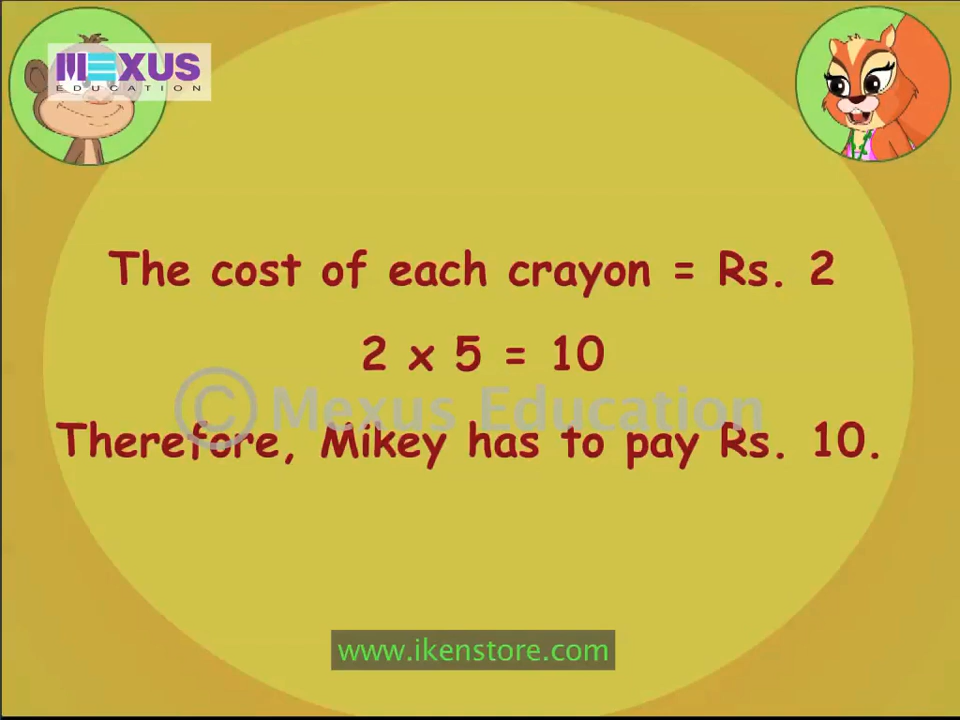 MEXUS
EDUCATION
The cost of each crayon = Rs. 2
2 x 5 = 10
© Mexus Education
Therefore, Mikey has to pay Rs. 10.
www.ikenstore.com